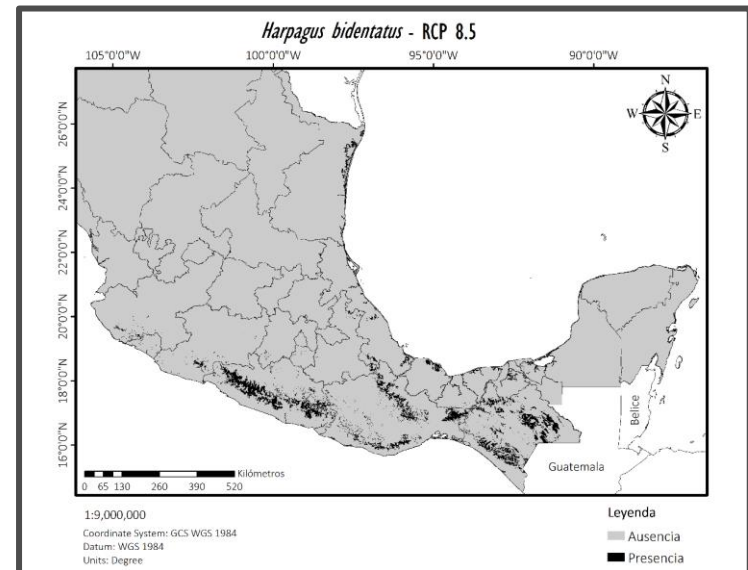 Harpagus bidentatus - RCP 8.5
105°0'0"W 100°0'0"W 95°0'0"W 90°0'0"W
N
W E
S
26°0'0"N
24°0'0"N
22°0'0"N
20°0'0"N
18°0'0"N
16°0'0"N
Belice
Guatemala
Kilómetros
0 65 130 260 390 520
1:9,000,000
Coordinate System: GCS WGS 1984
Datum: WGS 1984
Units: Degree
Leyenda
Ausencia
Presencia